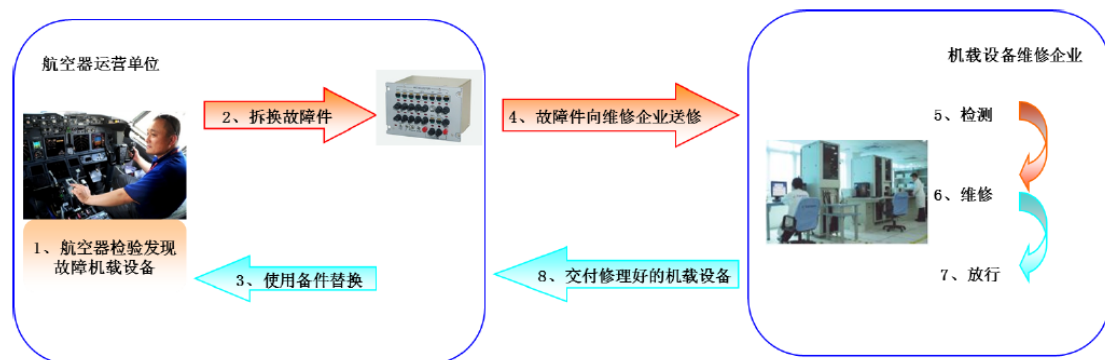 航空器运营单位
机载设备维修企业
2、拆换故障件
4、故障件向维修企业送修
5、检测
6、维修
1、航空器检验发现
故障机载设备
3、使用备件替换
8、交付修理好的机载设备
7、放行